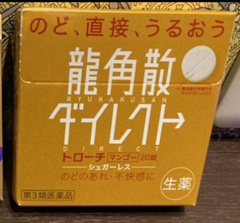 のど、直接、うるおう
龍角散
RYUKAKUSAN
ダイレクト
DIRECT
トローチ[マンゴー]20錠
シュガーレス
のどのあれ・不快感に
第3類医薬品
生薬